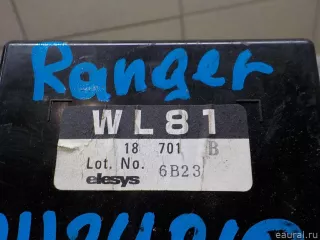 Ranger
WL81
18 701 B
Lot. No. 6B23
elesys
eaural.ru